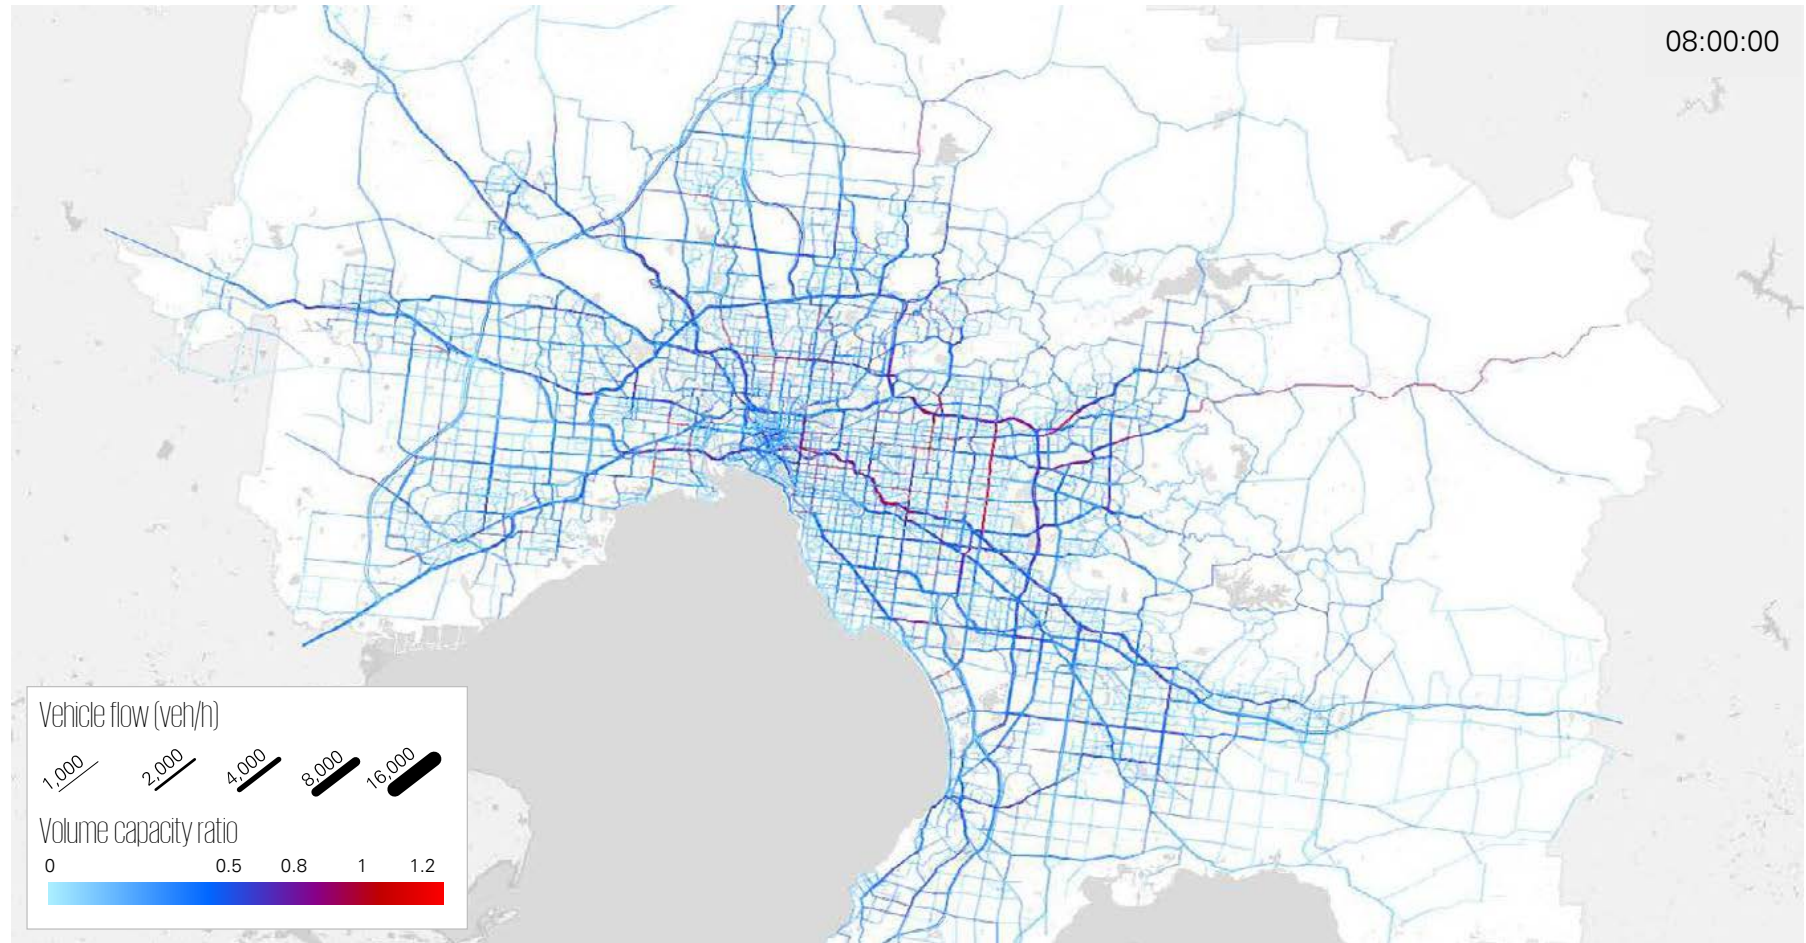 08:00:00
Vehicle flow (veh/h)
1,000 2,000 4,000 8,000 16,000
Volume capacity ratio
0 0.5 0.8 1 1.2